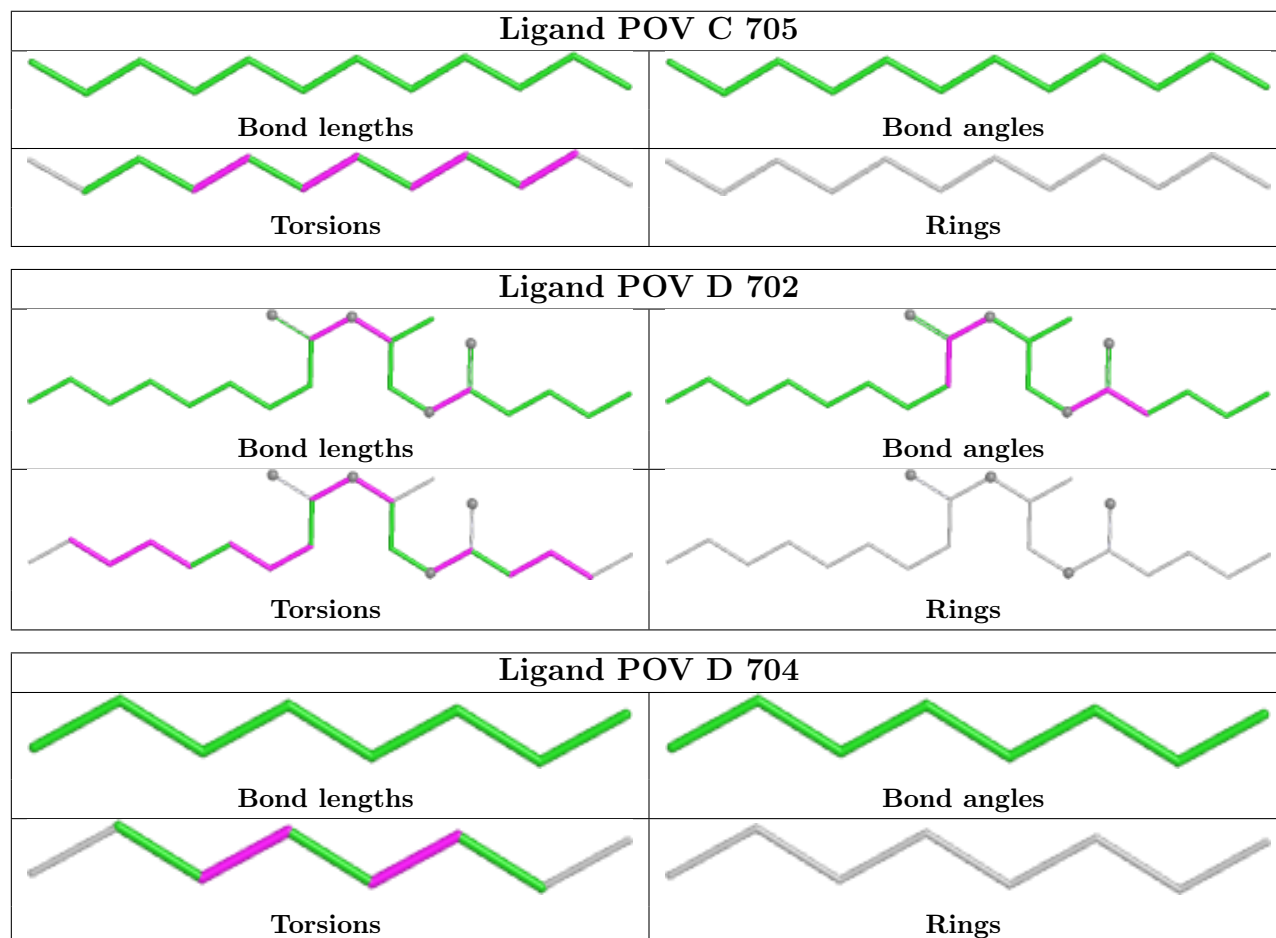 Ligand POV C 705
Bond lengths
Bond angles
Torsions
Rings
Ligand POV D 702
Bond lengths
Bond angles
Torsions
Rings
Ligand POV D 704
Bond lengths
Bond angles
Torsions
Rings